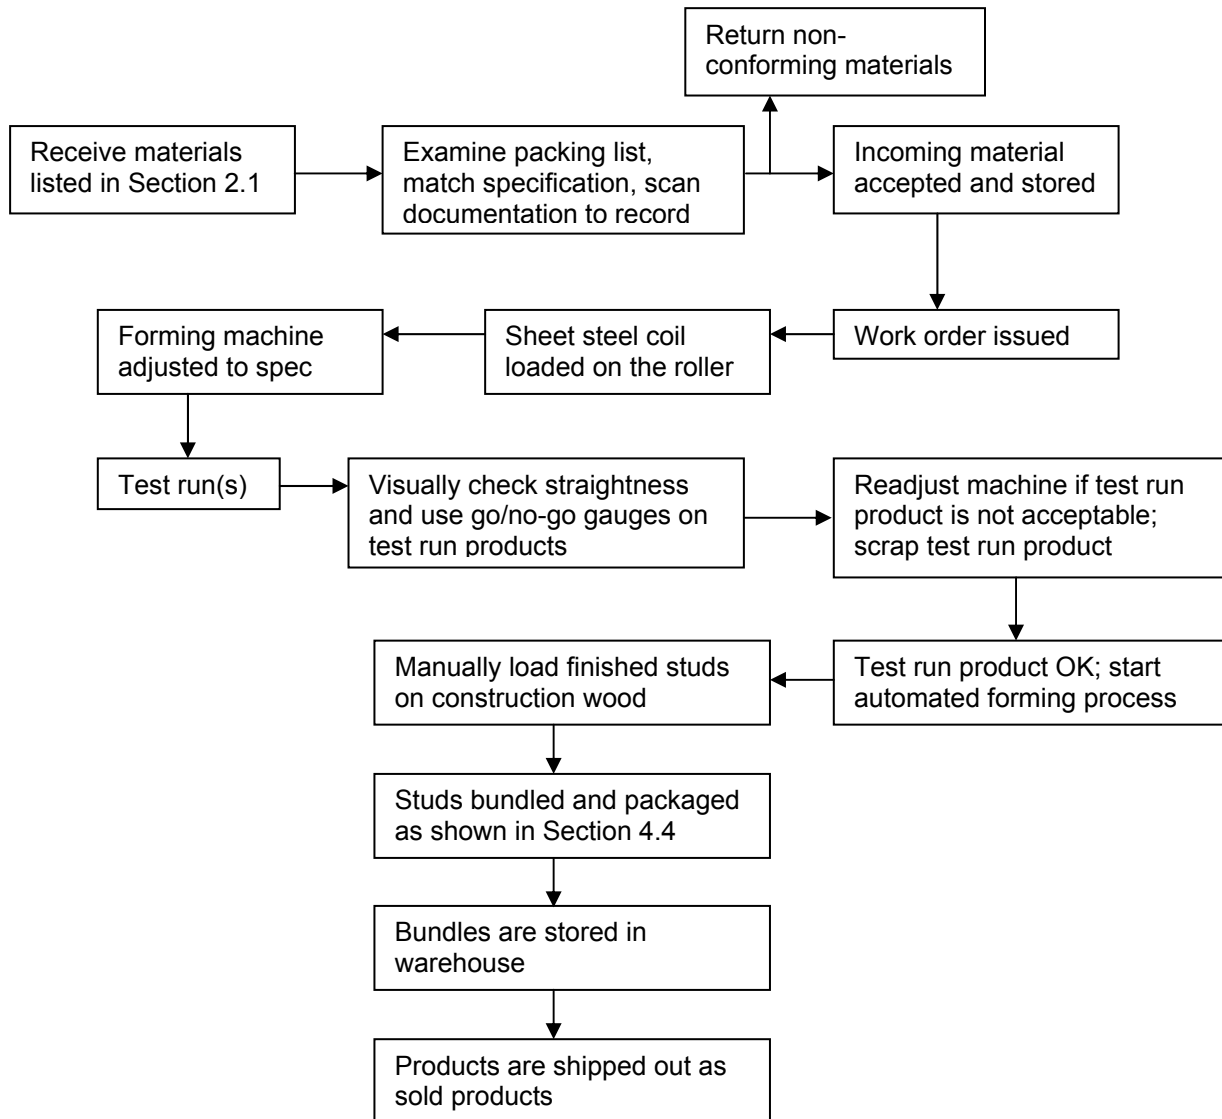 Return non-
conforming materials
Receive materials
listed in Section 2.1
Examine packing list,
match specification, scan
documentation to record
Incoming material
accepted and stored
Forming machine
adjusted to spec
Sheet steel coil
loaded on the roller
Work order issued
Test run(s)
Visually check straightness
and use go/no-go gauges on
test run products
Readjust machine if test run
product is not acceptable;
scrap test run product
Manually load finished studs
on construction wood
Test run product OK; start
automated forming process
Studs bundled and packaged
as shown in Section 4.4
Bundles are stored in
warehouse
Products are shipped out as
sold products